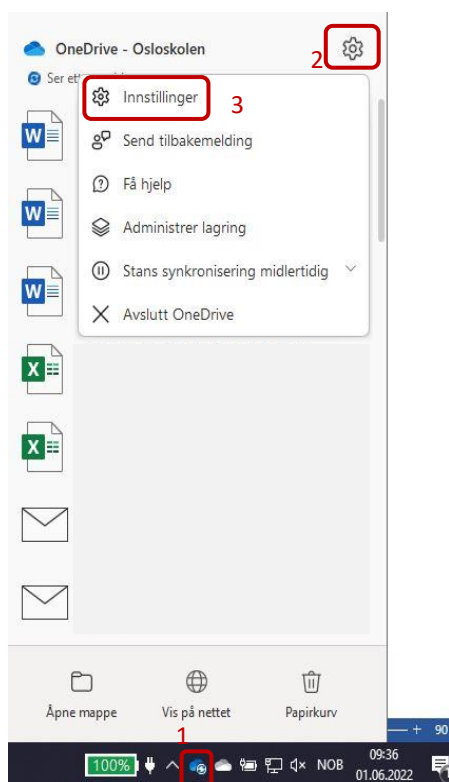 OneDrive - Osloskolen
2
Ser et
Innstillinger
3
Send tilbakemelding
Få hjelp
Administrer lagring
Stans synkronisering midlertidig
Avslutt OneDrive
W
W
W
X
X
Åpne mappe
Vis på nettet
Papirkurv
1
+ 90
100%
NOB
09:36
01.06.2022